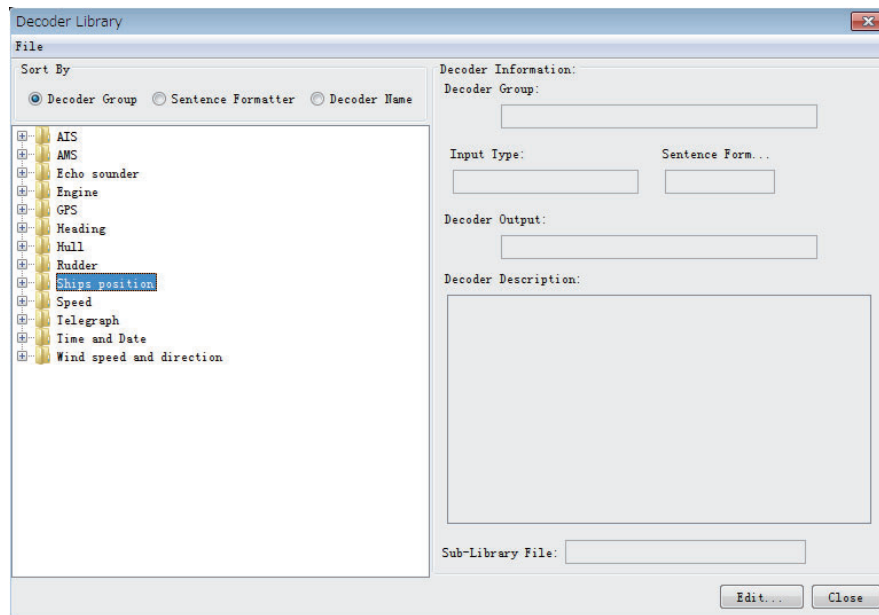 Decoder Library
File
Sort By
Decoder Group Sentence Formatter Decoder Name
AIS
AMS
Echo sounder
Engine
GPS
Heading
Hull
Rudder
Ships position
Speed
Telegraph
Time and Date
Wind speed and direction
Decoder Information:
Decoder Group:
Input Type: Sentence Form...
Decoder Output:
Decoder Description:
Sub-Library File:
Edit... Close